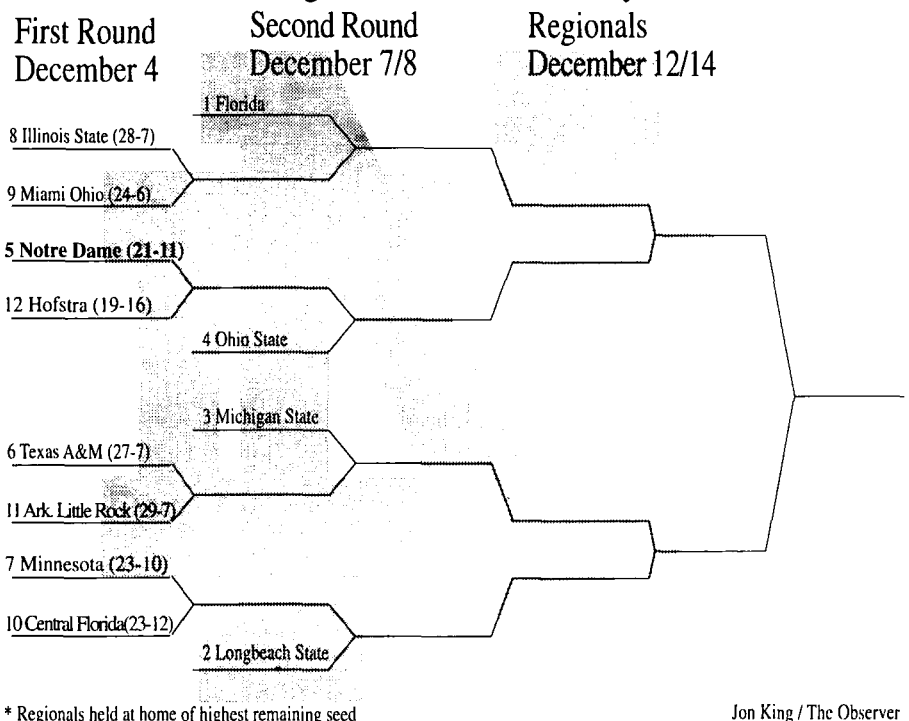 First Round
December 4
Second Round
December 7/8
Regionals
December 12/14
1 Florida
8 Illinois State (28-7)
9 Miami Ohio (24-6)
5 Notre Dame (21-11)
12 Hofstra (19-16)
4 Ohio State
3 Michigan State
6 Texas A&M (27-7)
11 Ark. Little Rock (29-7)
7 Minnesota (23-10)
10 Central Florida(23-12)
2 Longbeach State
* Regionals held at home of highest remaining seed
Jon King / The Observer